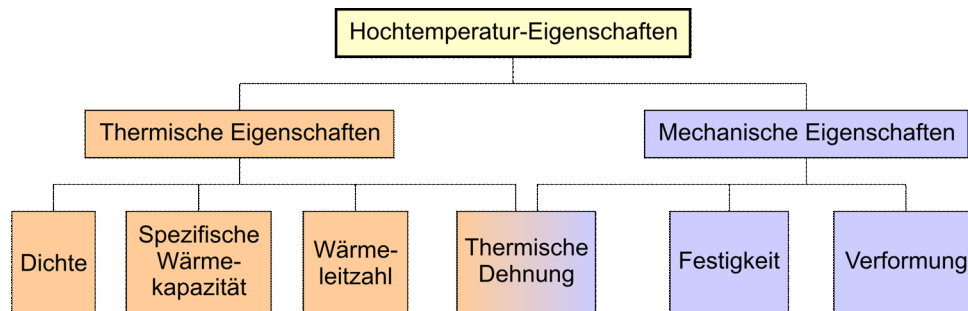 Hochtemperatur-Eigenschaften
Thermische Eigenschaften
Mechanische Eigenschaften
Dichte
Spezifische
Wärme-
kapazität
Wärme-
leitzahl
Thermische
Dehnung
Festigkeit
Verformung